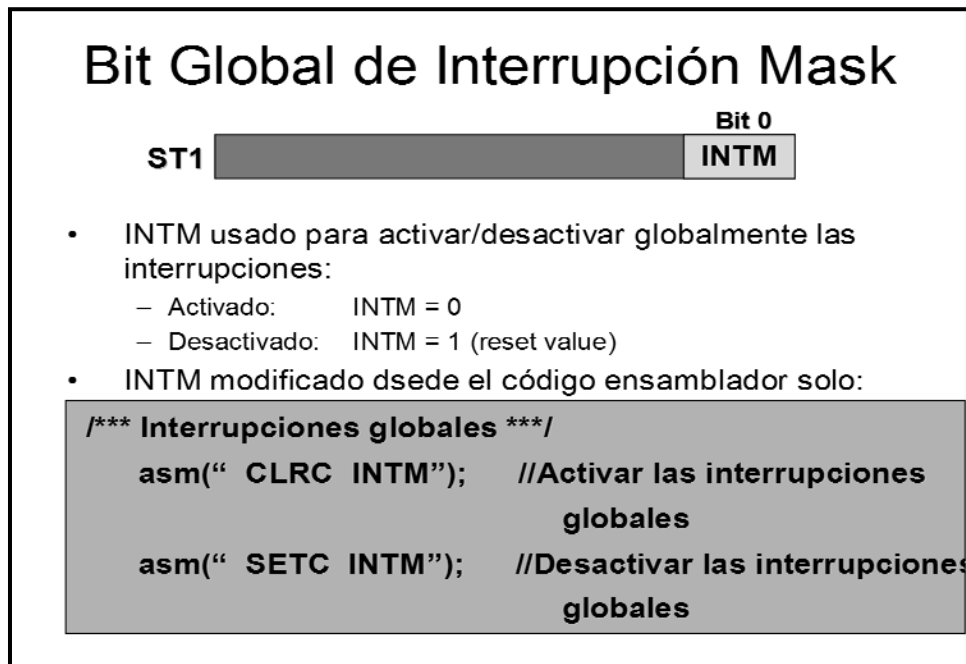 Bit Global de Interrupción Mask
Bit 0
ST1 INTM
• INTM usado para activar/desactivar globalmente las
interrupciones:
– Activado: INTM = 0
– Desactivado: INTM = 1 (reset value)
• INTM modificado dsede el código ensamblador solo:
/*** Interrupciones globales ***/
asm(“ CLRC INTM”); //Activar las interrupciones
globales
asm(“ SETC INTM”); //Desactivar las interrupciones
globales